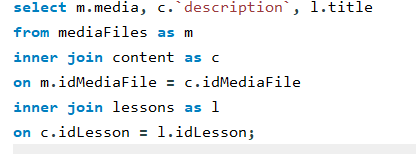 select m.media, c.`description`, l.title
from mediaFiles as m
inner join content as c
on m.idMediaFile = c.idMediaFile
inner join lessons as l
on c.idLesson = l.idLesson;